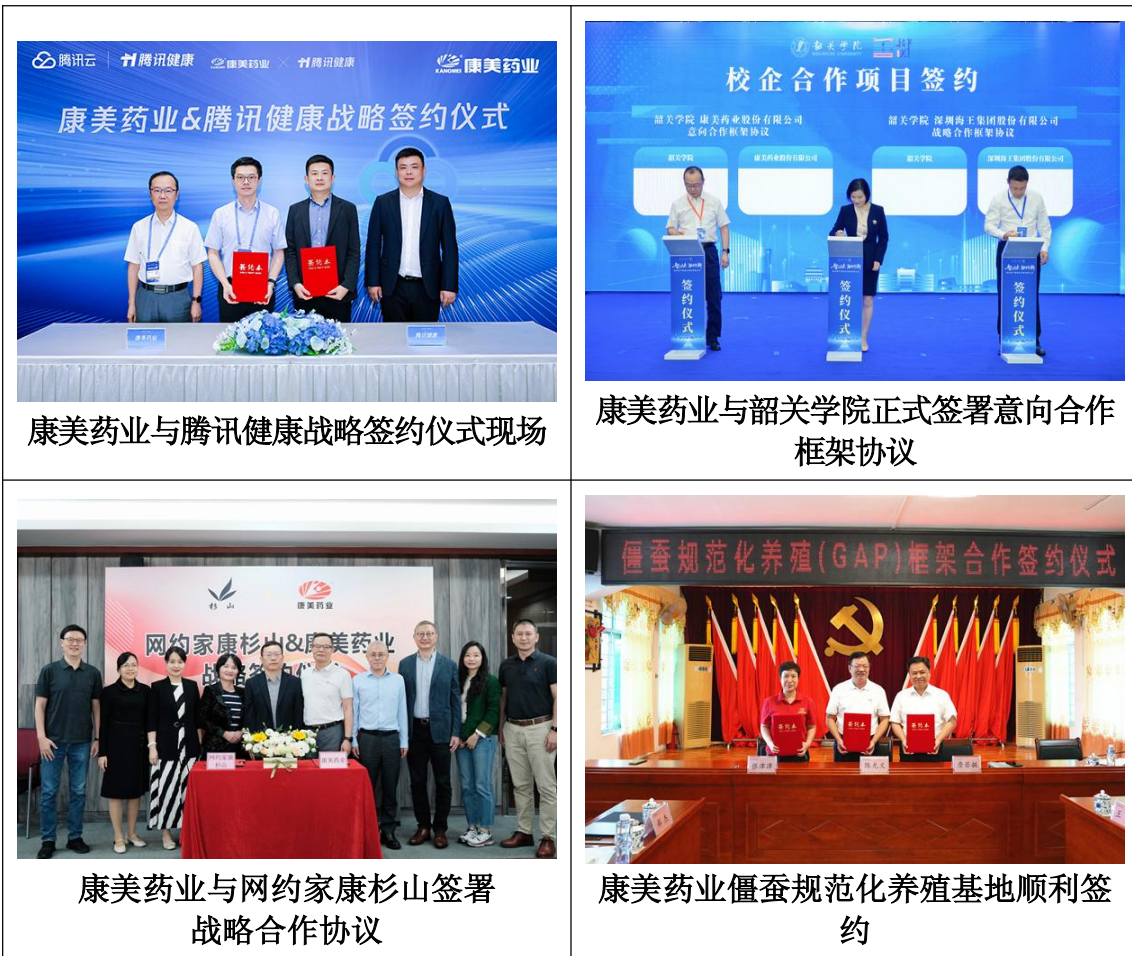 腾讯云 腾讯健康 康美药业 × 腾讯健康
KANGMEI 康美药业
康美药业&腾讯健康战略签约仪式
签约本
签约本
康美药业
腾讯健康
康美药业与腾讯健康战略签约仪式现场
韶关学院
校企合作项目签约
韶关学院 康美药业股份有限公司
意向合作框架协议
韶关学院 深圳海王集团股份有限公司
战略合作框架协议
韶关学院
康美药业股份有限公司
韶关学院
深圳海王集团股份有限公司
签约仪式
签约仪式
签约仪式
康美药业与韶关学院正式签署意向合作
框架协议
杉山
康美药业
网约家康杉山&康美药业
战略签约仪式
网约家康
杉山
康美药业
康美药业与网约家康杉山签署
战略合作协议
僵蚕规范化养殖(GAP)框架合作签约仪式
签约本
签约本
签约本
康美药业僵蚕规范化养殖基地顺利签
约